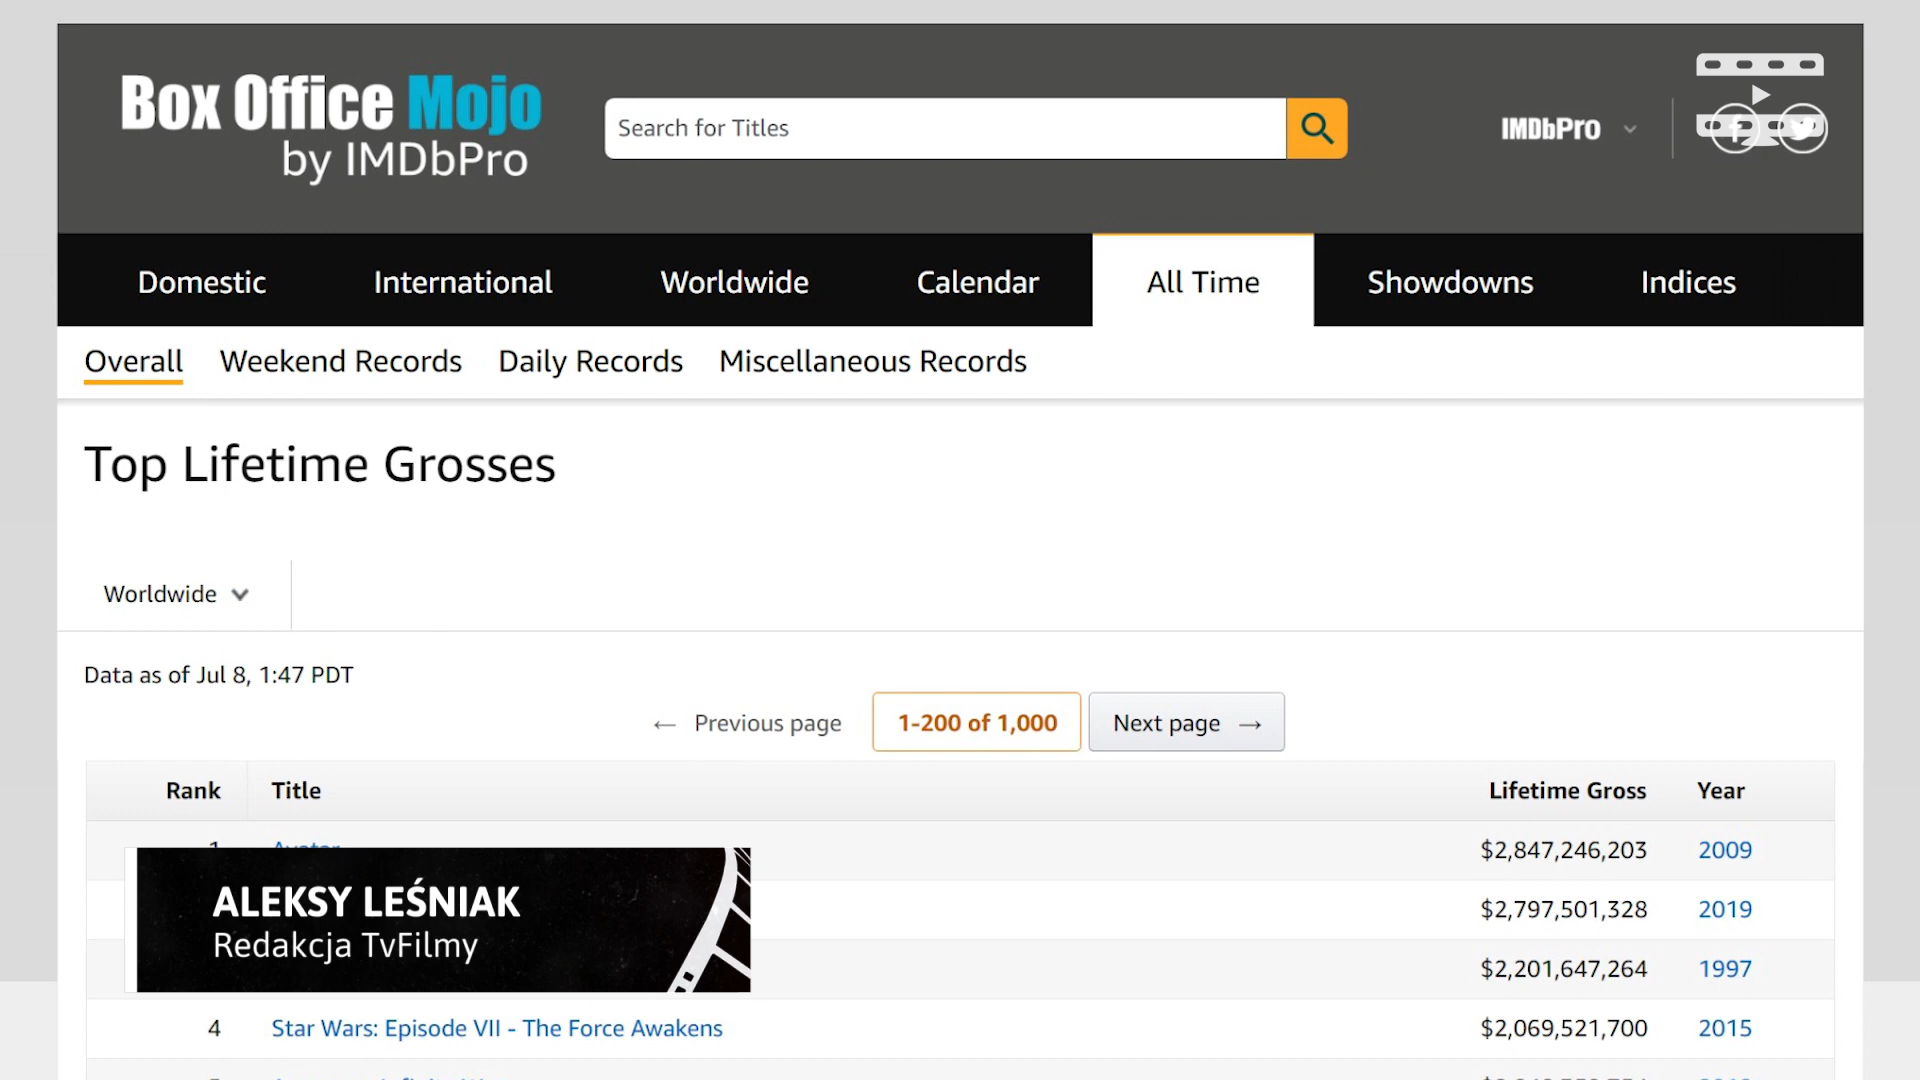 Box Office Mojo
by IMDbPro
Search for Titles
IMDbPro
Domestic International Worldwide Calendar All Time Showdowns Indices
Overall Weekend Records Daily Records Miscellaneous Records
Top Lifetime Grosses
Worldwide
Data as of Jul 8, 1:47 PDT
← Previous page 1-200 of 1,000 Next page →
Rank Title Lifetime Gross Year
1 Avatar $2,847,246,203 2009
ALEKSY LEŚNIAK
Redakcja TvFilmy
$2,797,501,328 2019
$2,201,647,264 1997
4 Star Wars: Episode VII - The Force Awakens $2,069,521,700 2015